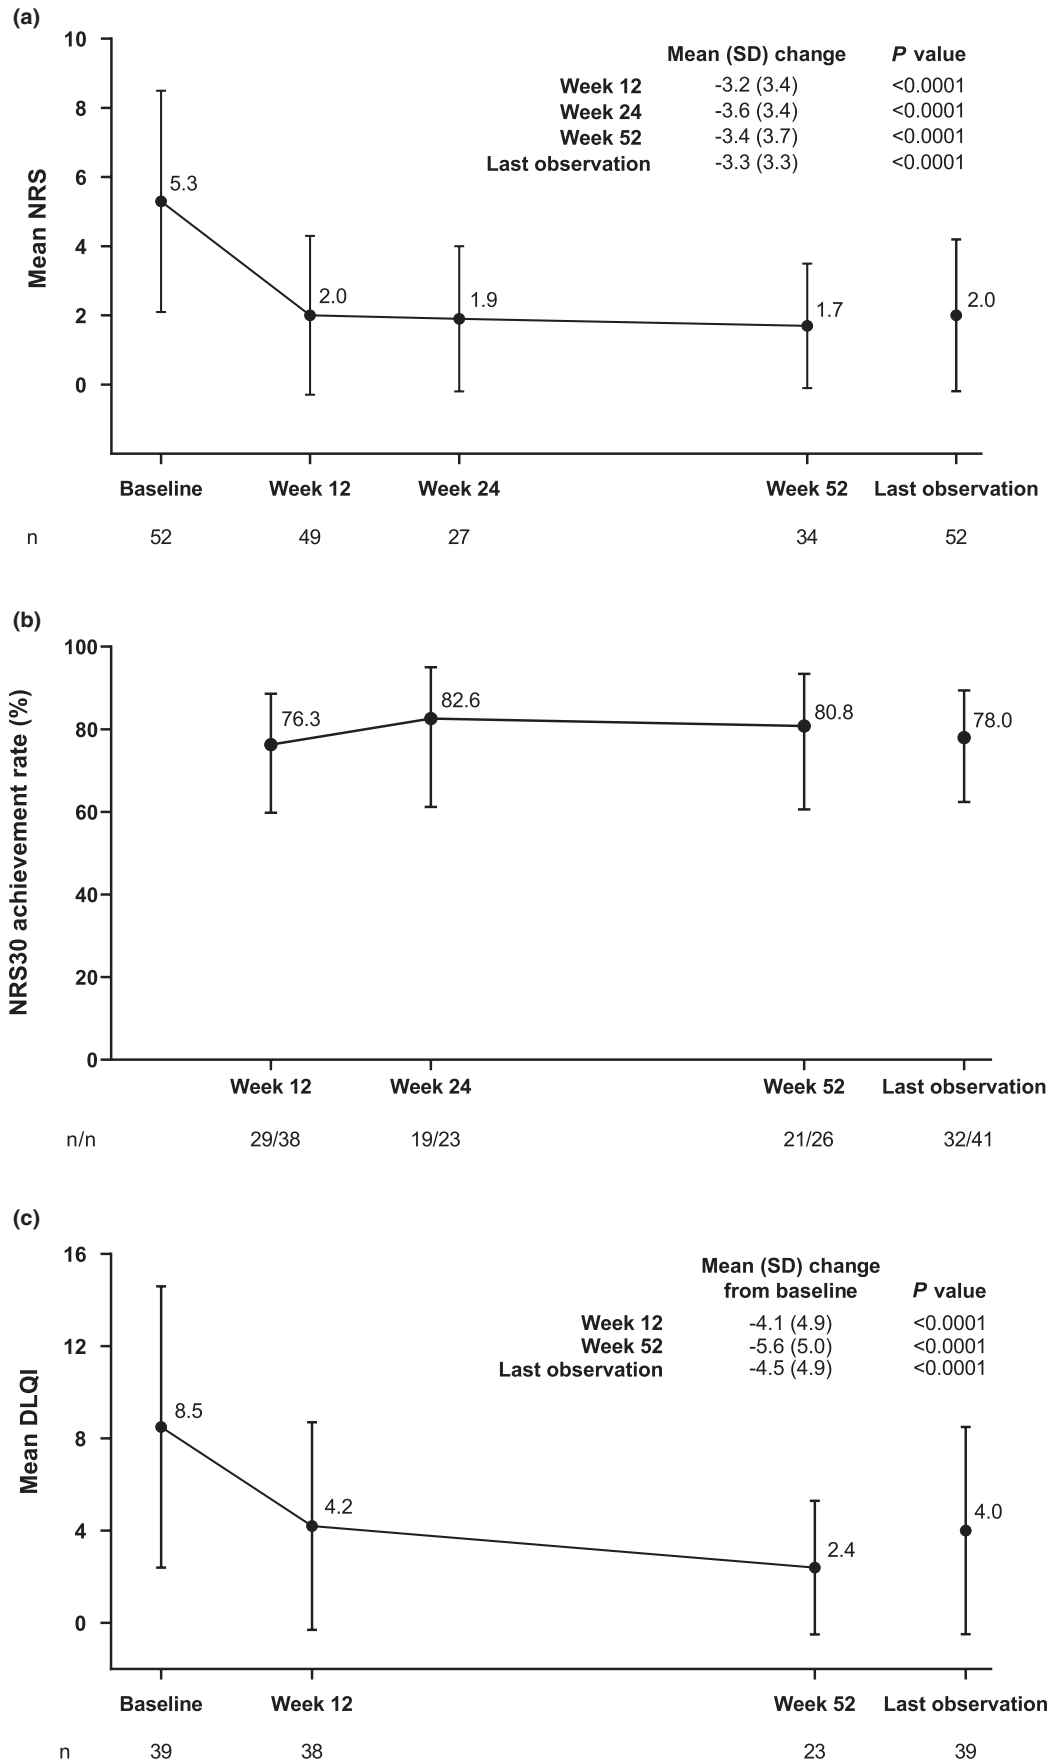 (a)
Mean NRS
10
8
6
4
2
0
Mean (SD) change P value
Week 12 -3.2 (3.4) <0.0001
Week 24 -3.6 (3.4) <0.0001
Week 52 -3.4 (3.7) <0.0001
Last observation -3.3 (3.3) <0.0001
5.3
2.0
1.9
1.7
2.0
Baseline Week 12 Week 24 Week 52 Last observation
n 52 49 27 34 52
(b)
NRS30 achievement rate (%)
100
80
60
40
20
0
76.3
82.6
80.8
78.0
Week 12 Week 24 Week 52 Last observation
n/n 29/38 19/23 21/26 32/41
(c)
Mean DLQI
16
12
8
4
0
Mean (SD) change
from baseline P value
Week 12 -4.1 (4.9) <0.0001
Week 52 -5.6 (5.0) <0.0001
Last observation -4.5 (4.9) <0.0001
8.5
4.2
2.4
4.0
Baseline Week 12 Week 52 Last observation
n 39 38 23 39